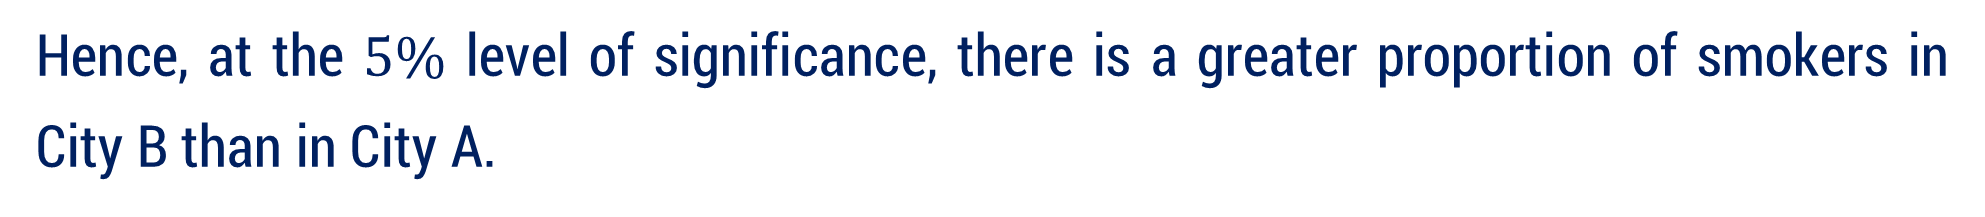 Hence, at the 5% level of significance, there is a greater proportion of smokers in
City B than in City A.